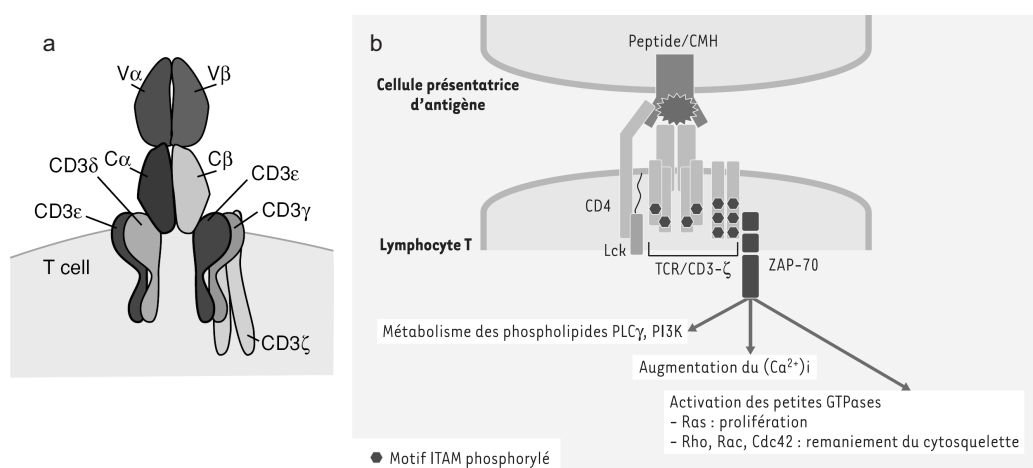 a
Vα
Vβ
Cα
Cβ
CD3δ
CD3ε
CD3ε
CD3γ
T cell
CD3ζ
b
Peptide/CMH
Cellule présentatrice
d’antigène
CD4
Lymphocyte T
Lck
TCR/CD3-ζ
ZAP-70
Métabolisme des phospholipides PLCγ, PI3K
Augmentation du (Ca²⁺)i
Activation des petites GTPases
- Ras : prolifération
- Rho, Rac, Cdc42 : remaniement du cytosquelette
Motif ITAM phosphorylé